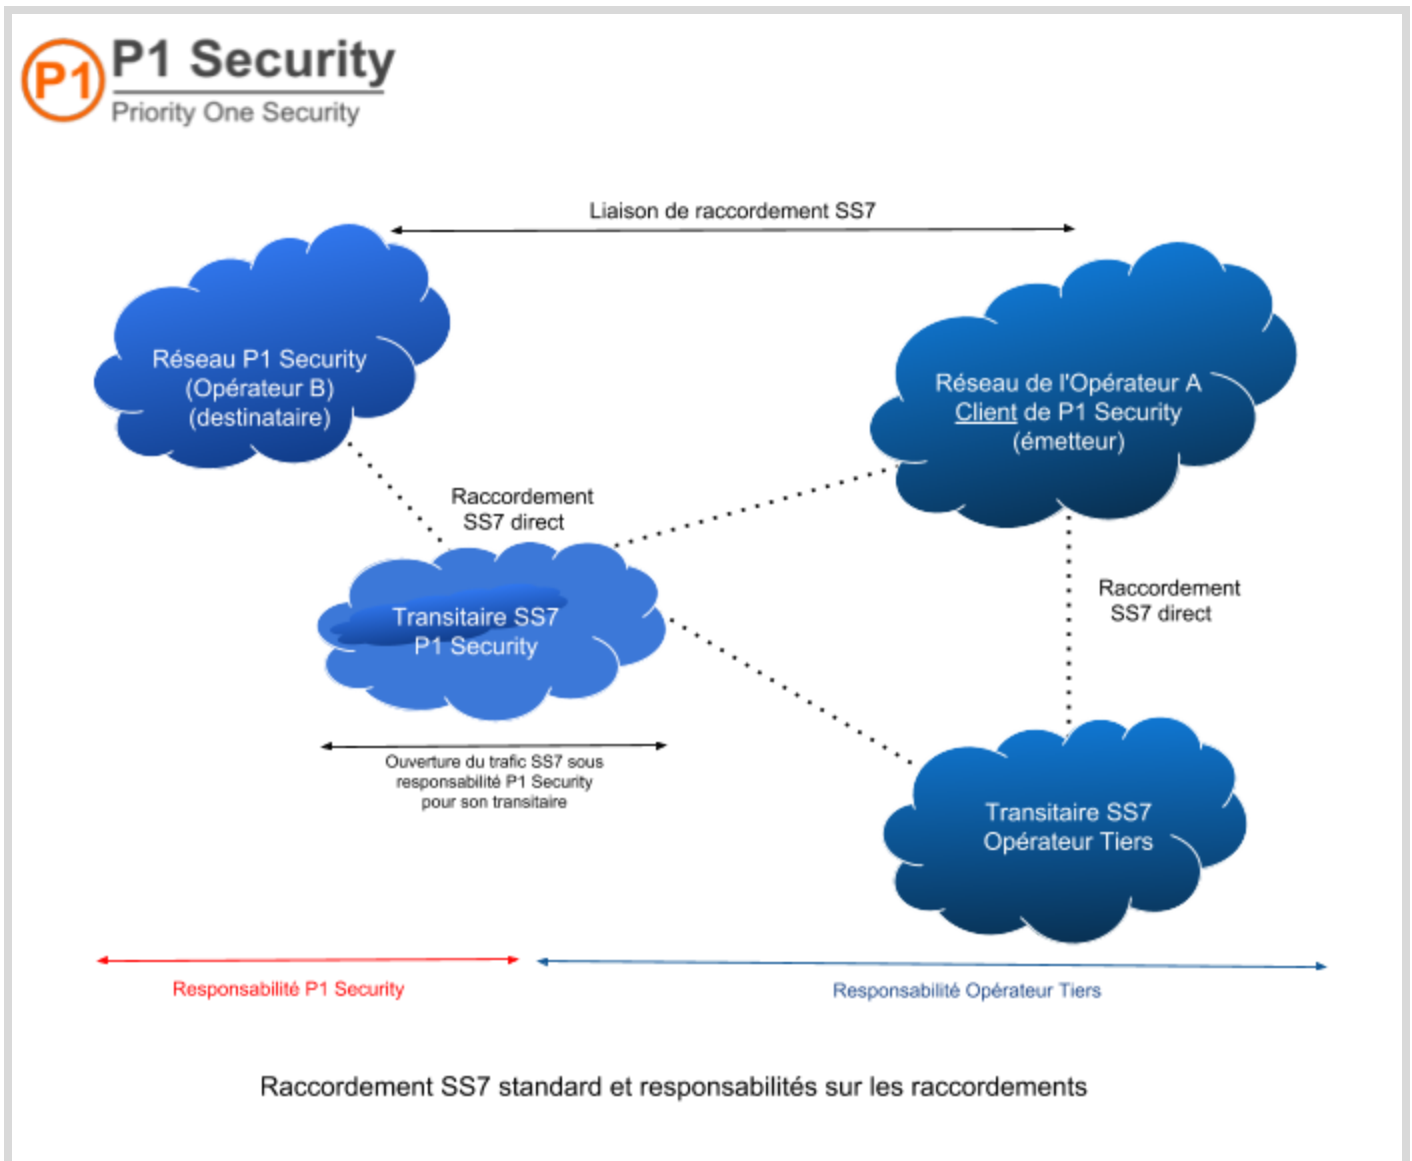 P1
P1 Security
Priority One Security
Liaison de raccordement SS7
Réseau P1 Security
(Opérateur B)
(destinataire)
Réseau de l'Opérateur A
Client de P1 Security
(émetteur)
Raccordement
SS7 direct
Raccordement
SS7 direct
Transitaire SS7
P1 Security
Ouverture du trafic SS7 sous
responsabilité P1 Security
pour son transitaire
Transitaire SS7
Opérateur Tiers
Responsabilité P1 Security
Responsabilité Opérateur Tiers
Raccordement SS7 standard et responsabilités sur les raccordements